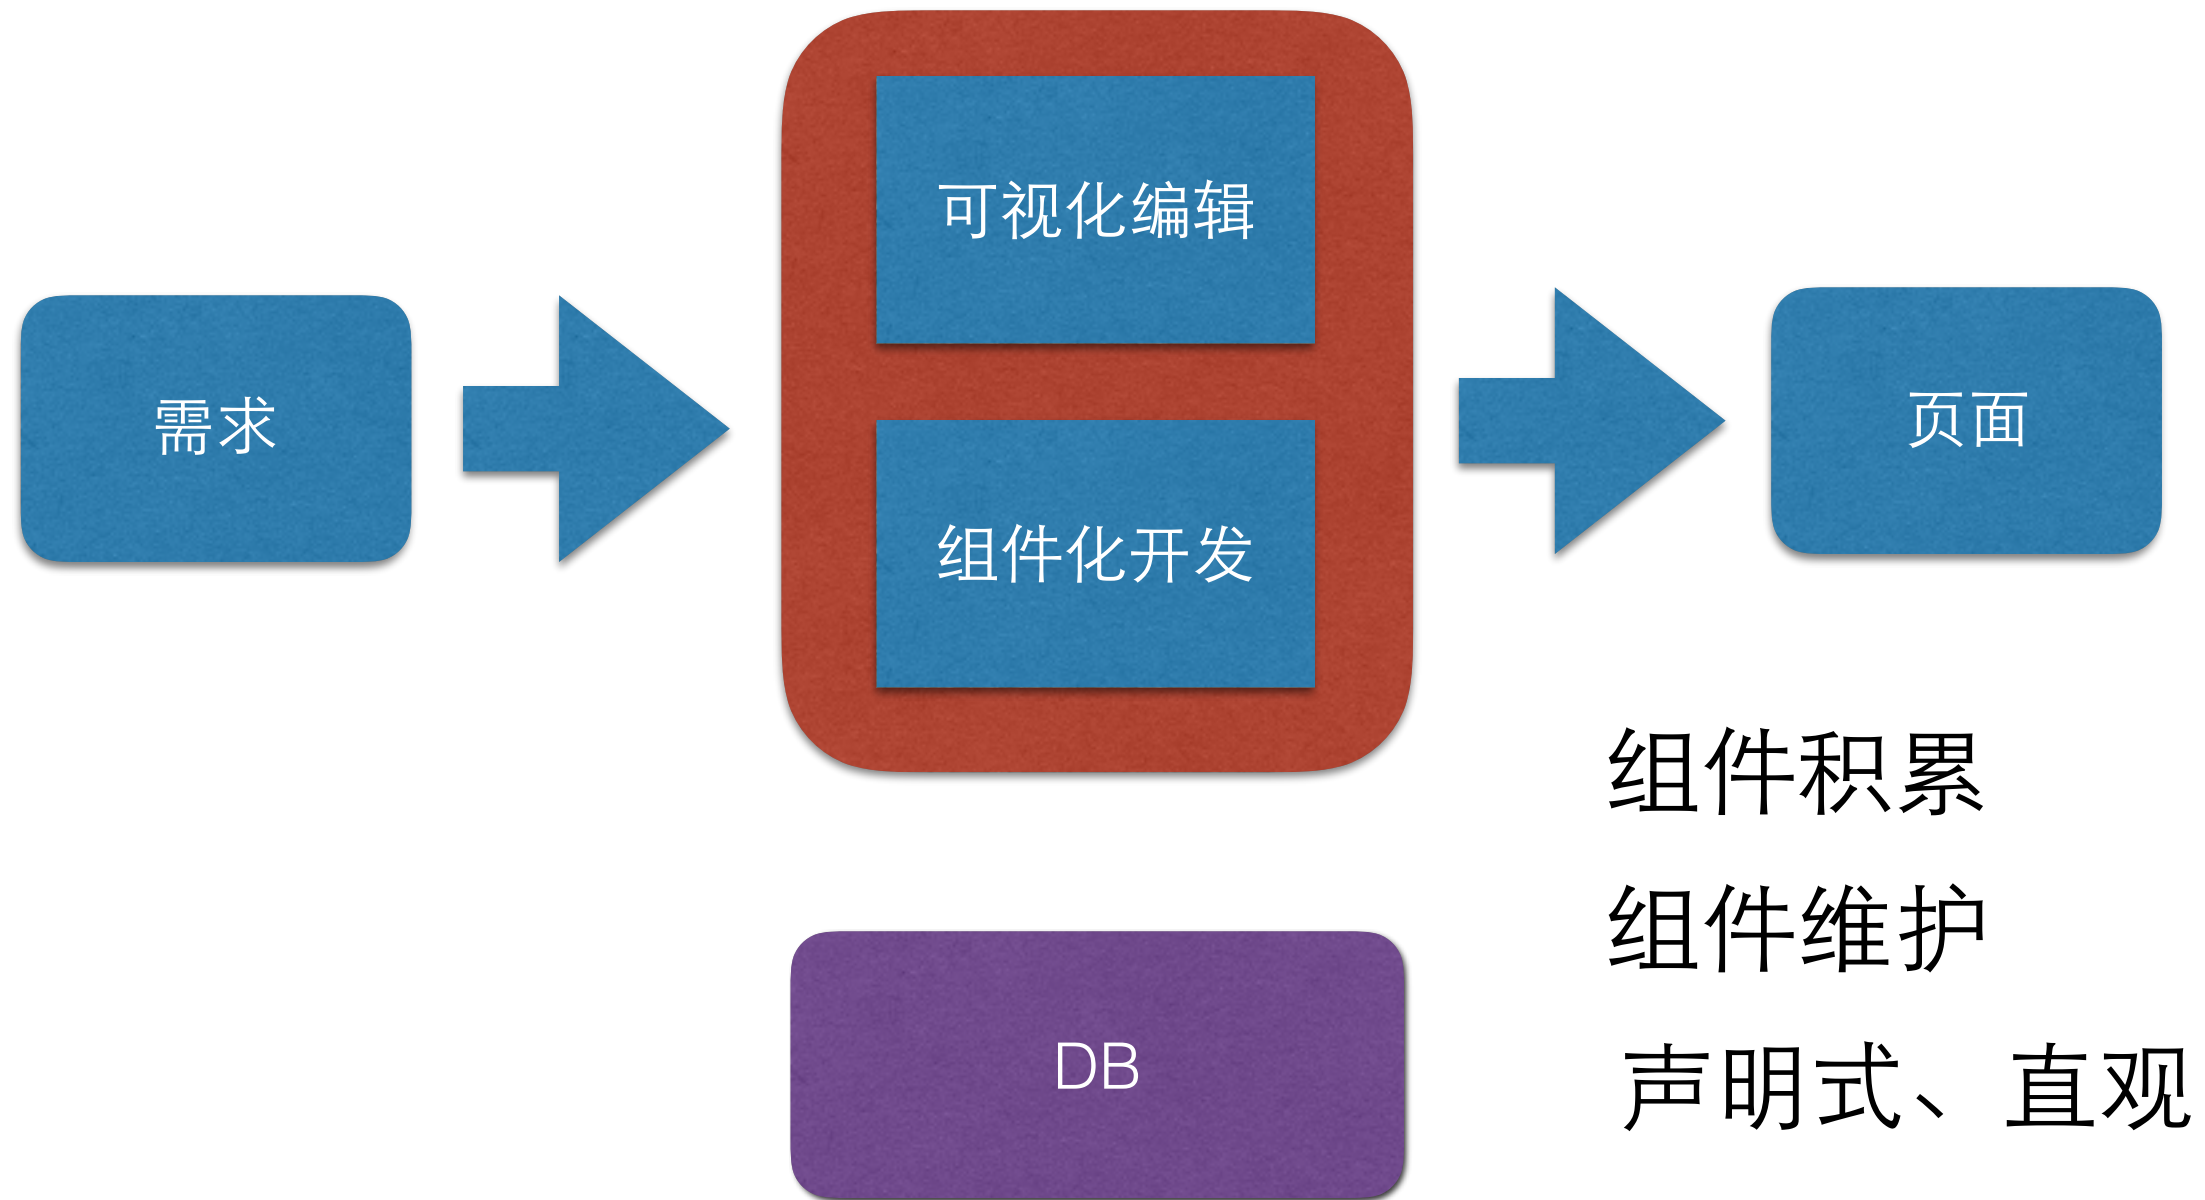 需求
可视化编辑
组件化开发
页面
组件积累
组件维护
声明式、直观
DB